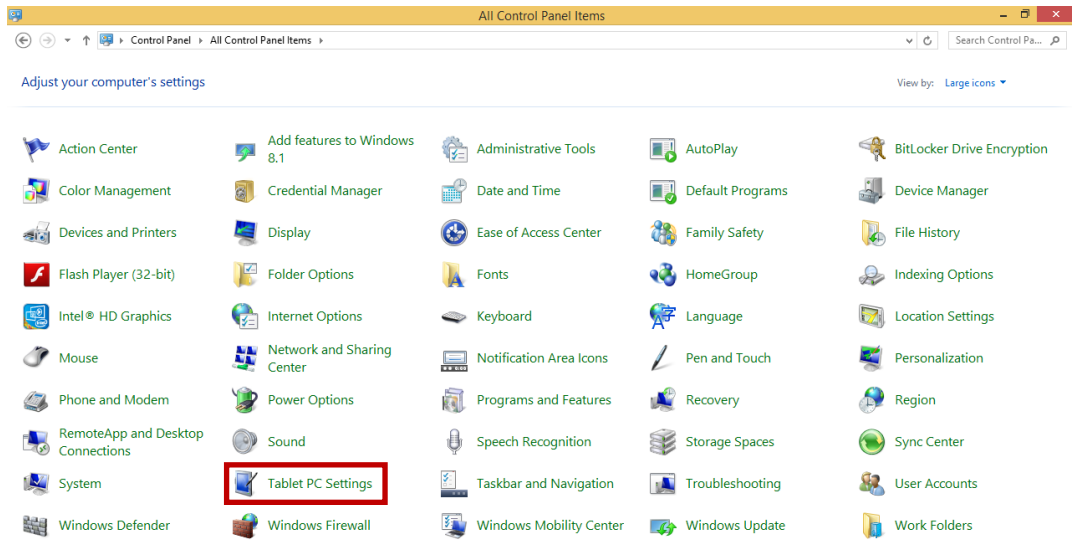 All Control Panel Items
Control Panel All Control Panel Items
Search Control Pa...
Adjust your computer's settings
View by: Large icons
Action Center
Add features to Windows
8.1
Administrative Tools
AutoPlay
BitLocker Drive Encryption
Color Management
Credential Manager
Date and Time
Default Programs
Device Manager
Devices and Printers
Display
Ease of Access Center
Family Safety
File History
Flash Player (32-bit)
Folder Options
Fonts
HomeGroup
Indexing Options
Intel® HD Graphics
Internet Options
Keyboard
Language
Location Settings
Mouse
Network and Sharing
Center
Notification Area Icons
Pen and Touch
Personalization
Phone and Modem
Power Options
Programs and Features
Recovery
Region
RemoteApp and Desktop
Connections
Sound
Speech Recognition
Storage Spaces
Sync Center
System
Tablet PC Settings
Taskbar and Navigation
Troubleshooting
User Accounts
Windows Defender
Windows Firewall
Windows Mobility Center
Windows Update
Work Folders